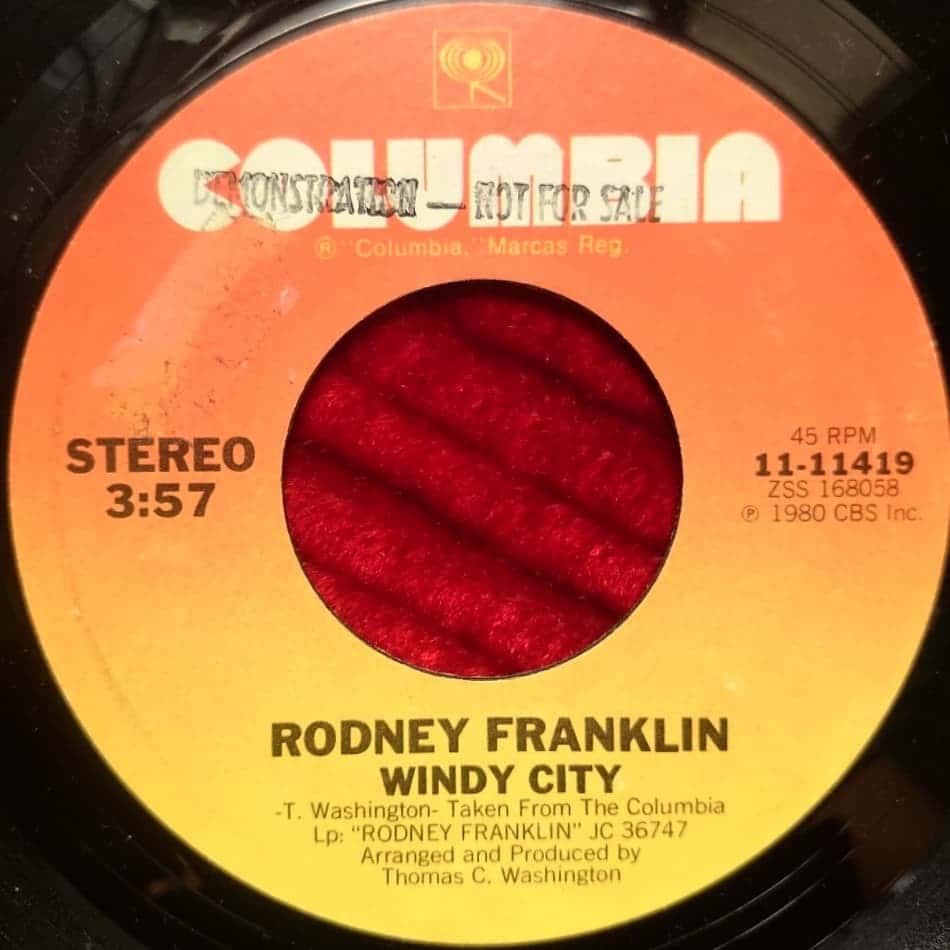 COLUMBIA
DEMONSTRATION — NOT FOR SALE
® "Columbia," Marcas Reg.
STEREO
3:57
45 RPM
11-11419
ZSS 168058
℗ 1980 CBS Inc.
RODNEY FRANKLIN
WINDY CITY
-T. Washington- Taken From The Columbia
Lp: "RODNEY FRANKLIN" JC 36747
Arranged and Produced by
Thomas C. Washington